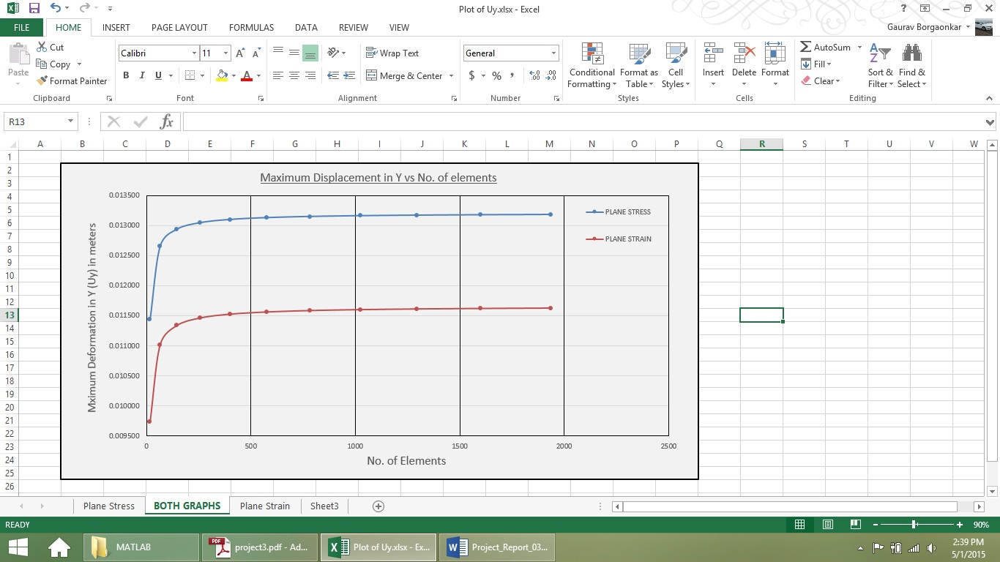 Plot of Uy.xlsx - Excel
FILE HOME INSERT PAGE LAYOUT FORMULAS DATA REVIEW VIEW
Gaurav Borgaonkar
Paste
Cut
Copy
Format Painter
Clipboard
Calibri 11
B I U
Font
Wrap Text
Merge & Center
Alignment
General
$ % ,
Number
Conditional Formatting
Format as Table
Cell Styles
Styles
Insert Delete Format
Cells
AutoSum
Fill
Clear
Sort & Filter
Find & Select
Editing
R13
fx
A B C D E F G H I J K L M N O P Q R S T U V W
1
2
3
4
5
6
7
8
9
10
11
12
13
14
15
16
17
18
19
20
21
22
23
24
25
26
Maximum Displacement in Y vs No. of elements
Mximum Deformation in Y (Uy) in meters
0.013500
0.013000
0.012500
0.012000
0.011500
0.011000
0.010500
0.010000
0.009500
0 500 1000 1500 2000 2500
No. of Elements
PLANE STRESS
PLANE STRAIN
Plane Stress BOTH GRAPHS Plane Strain Sheet3
READY
90%
MATLAB
project3.pdf - Ad...
Plot of Uy.xlsx - Ex...
Project_Report_03...
2:39 PM
5/1/2015